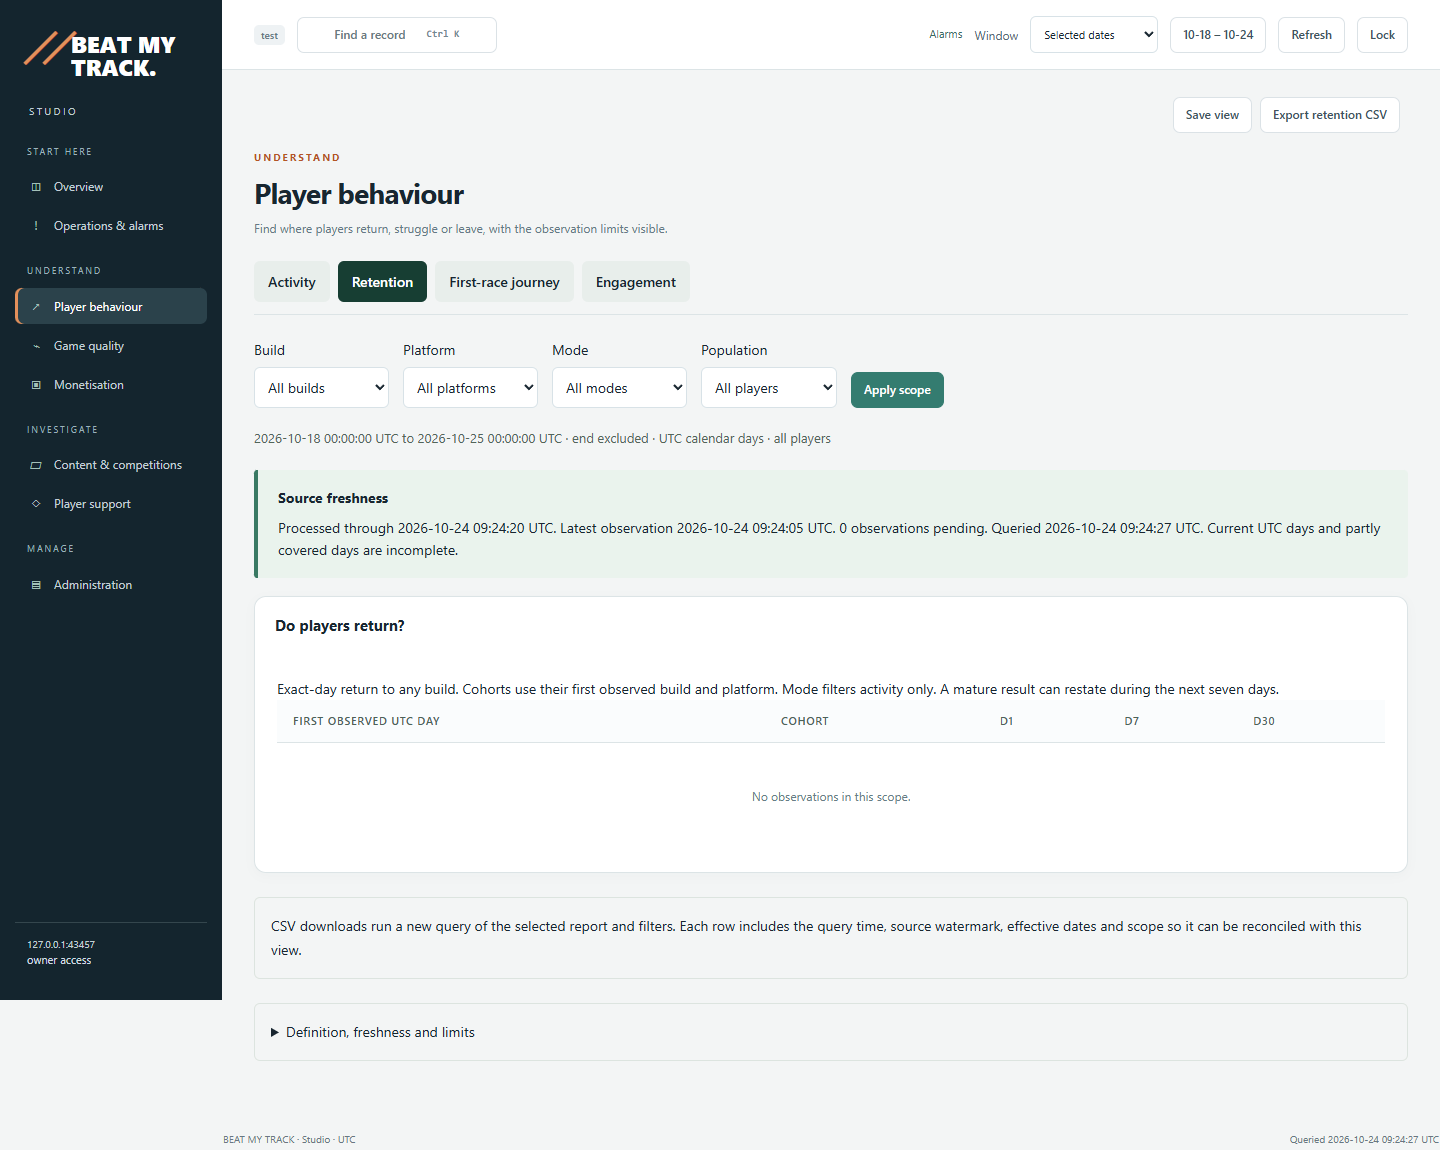 BEAT MY
TRACK.
STUDIO
START HERE
Overview
! Operations & alarms
UNDERSTAND
Player behaviour
Game quality
Monetisation
INVESTIGATE
Content & competitions
Player support
MANAGE
Administration
127.0.0.1:43457
owner access
test
Find a record Ctrl K
Alarms Window Selected dates 10-18 – 10-24 Refresh Lock
Save view Export retention CSV
UNDERSTAND
Player behaviour
Find where players return, struggle or leave, with the observation limits visible.
Activity Retention First-race journey Engagement
Build Platform Mode Population
All builds All platforms All modes All players Apply scope
2026-10-18 00:00:00 UTC to 2026-10-25 00:00:00 UTC · end excluded · UTC calendar days · all players
Source freshness
Processed through 2026-10-24 09:24:20 UTC. Latest observation 2026-10-24 09:24:05 UTC. 0 observations pending. Queried 2026-10-24 09:24:27 UTC. Current UTC days and partly
covered days are incomplete.
Do players return?
Exact-day return to any build. Cohorts use their first observed build and platform. Mode filters activity only. A mature result can restate during the next seven days.
FIRST OBSERVED UTC DAY COHORT D1 D7 D30
No observations in this scope.
CSV downloads run a new query of the selected report and filters. Each row includes the query time, source watermark, effective dates and scope so it can be reconciled with this
view.
Definition, freshness and limits
BEAT MY TRACK · Studio · UTC
Queried 2026-10-24 09:24:27 UTC